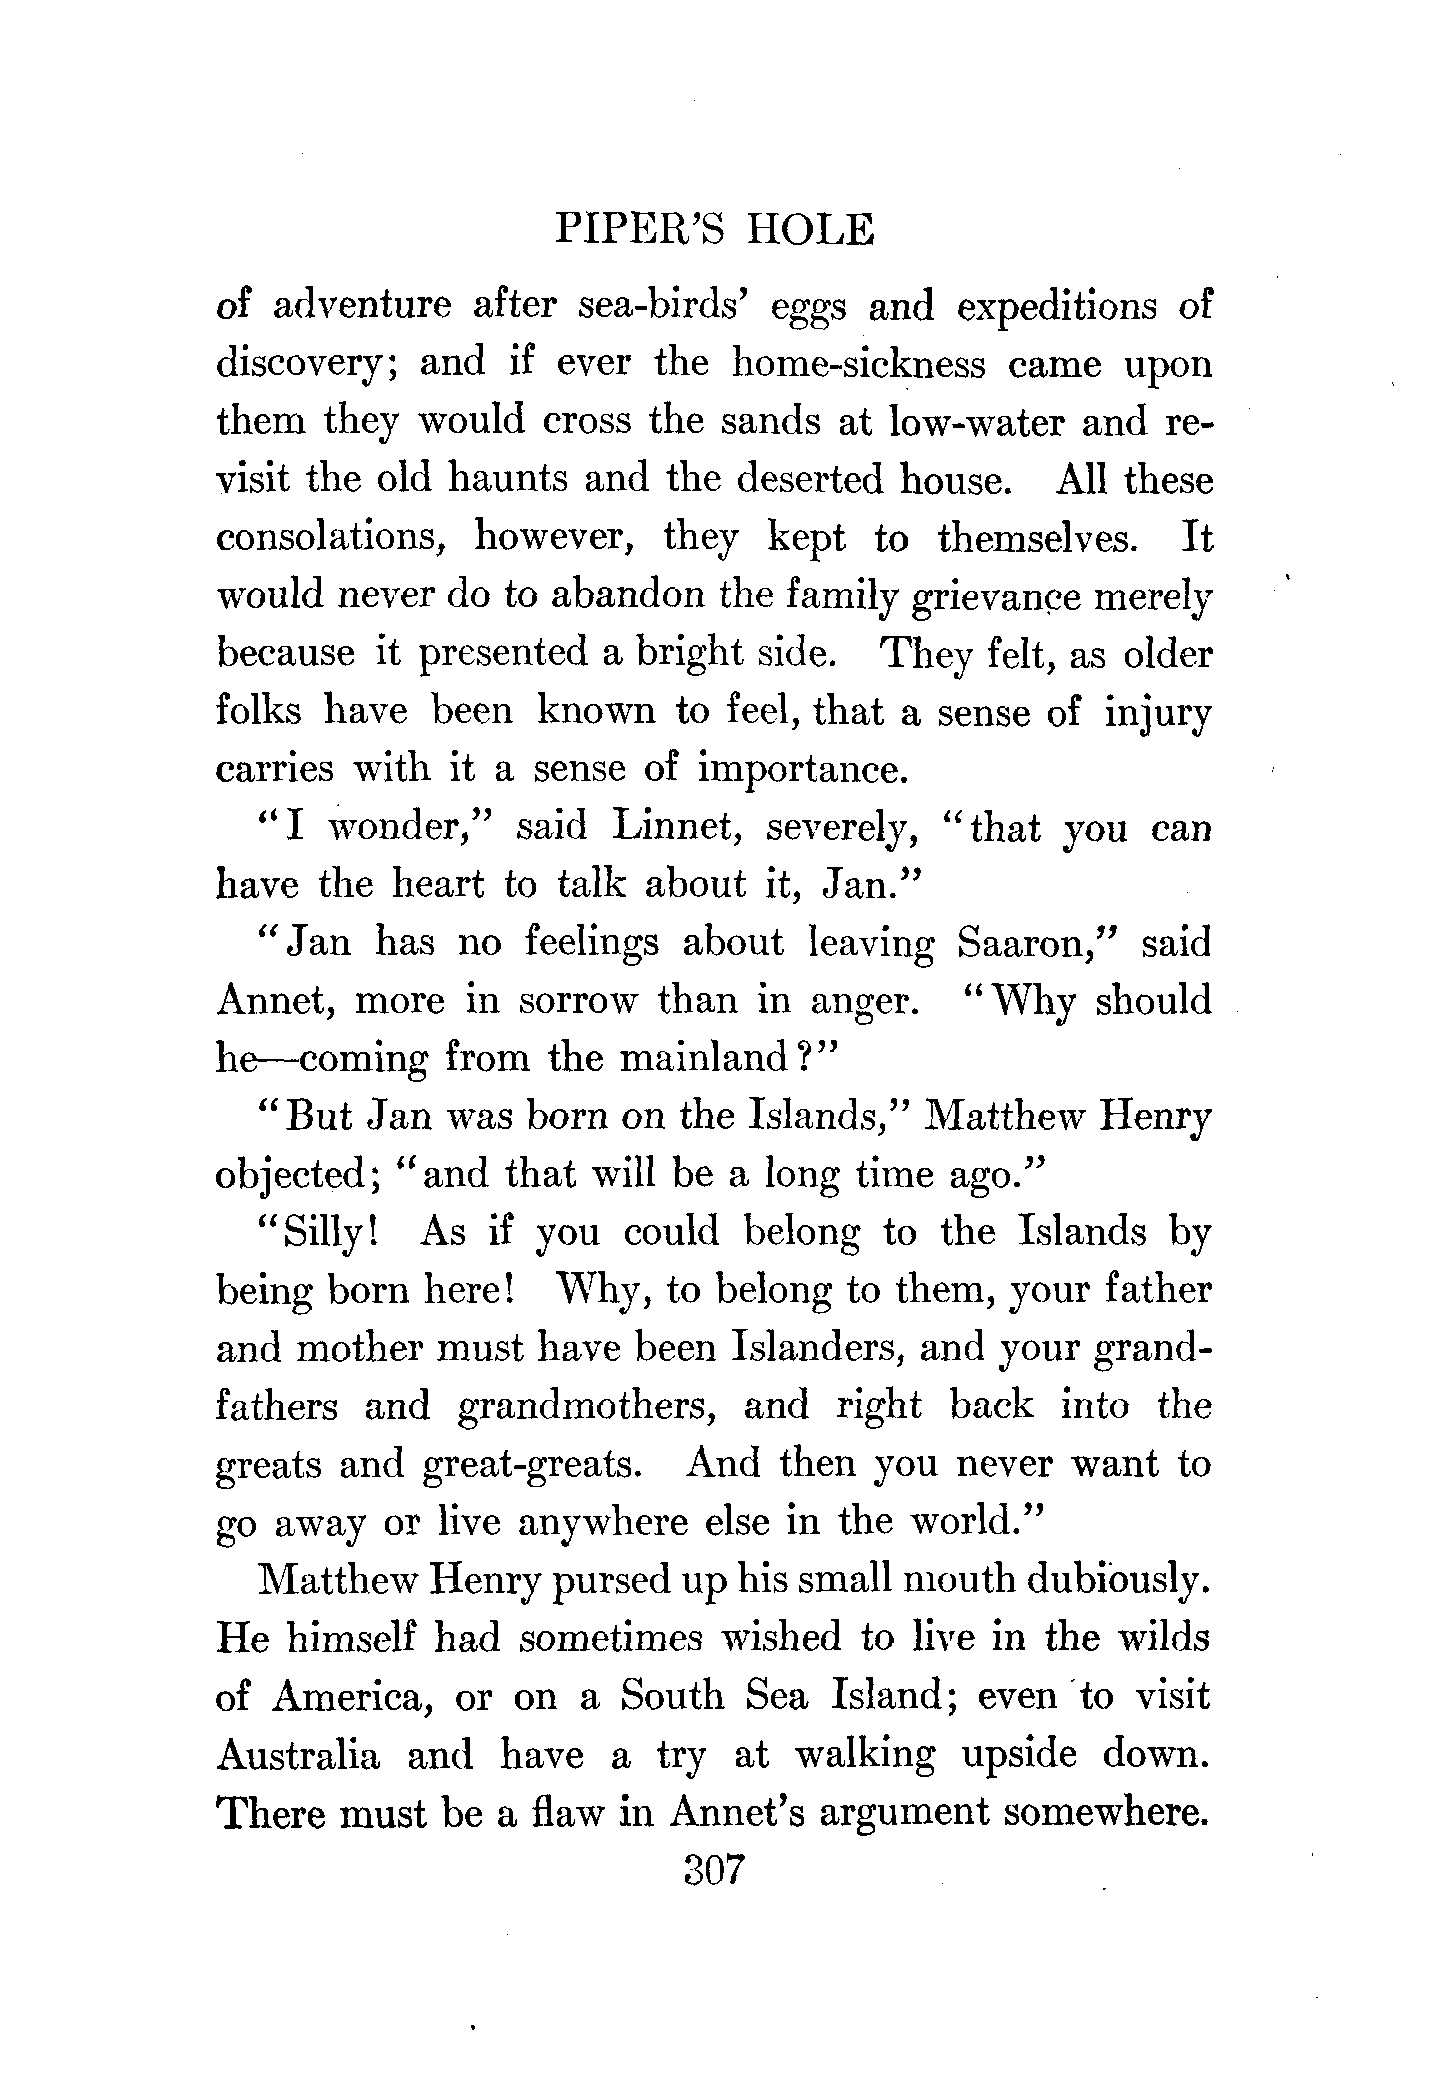 PIPER'S HOLE
of adventure after sea-birds' eggs and expeditions of
discovery; and if ever the home-sickness came upon
them they would cross the sands at low-water and re-
visit the old haunts and the deserted house. All these
consolations, however, they kept to themselves. It
would never do to abandon the family grievance merely
because it presented a bright side. They felt, as older
folks have been known to feel, that a sense of injury
carries with it a sense of importance.
"I wonder," said Linnet, severely, "that you can
have the heart to talk about it, Jan."
"Jan has no feelings about leaving Saaron," said
Annet, more in sorrow than in anger. "Why should
he—coming from the mainland?"
"But Jan was born on the Islands," Matthew Henry
objected; "and that will be a long time ago."
"Silly! As if you could belong to the Islands by
being born here! Why, to belong to them, your father
and mother must have been Islanders, and your grand-
fathers and grandmothers, and right back into the
greats and great-greats. And then you never want to
go away or live anywhere else in the world."
Matthew Henry pursed up his small mouth dubiously.
He himself had sometimes wished to live in the wilds
of America, or on a South Sea Island; even to visit
Australia and have a try at walking upside down.
There must be a flaw in Annet's argument somewhere.
307